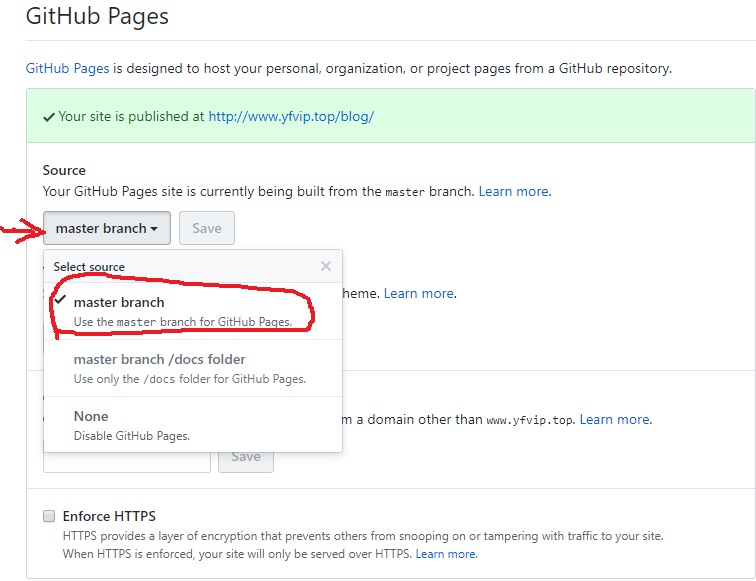 GitHub Pages
GitHub Pages is designed to host your personal, organization, or project pages from a GitHub repository.
Your site is published at http://www.yfvip.top/blog/
Source
Your GitHub Pages site is currently being built from the master branch. Learn more.
master branch
Save
Select source
master branch
heme. Learn more.
Use the master branch for GitHub Pages.
master branch /docs folder
Use only the /docs folder for GitHub Pages.
None
m a domain other than www.yfvip.top. Learn more.
Disable GitHub Pages.
Save
Enforce HTTPS
HTTPS provides a layer of encryption that prevents others from snooping on or tampering with traffic to your site.
When HTTPS is enforced, your site will only be served over HTTPS. Learn more.